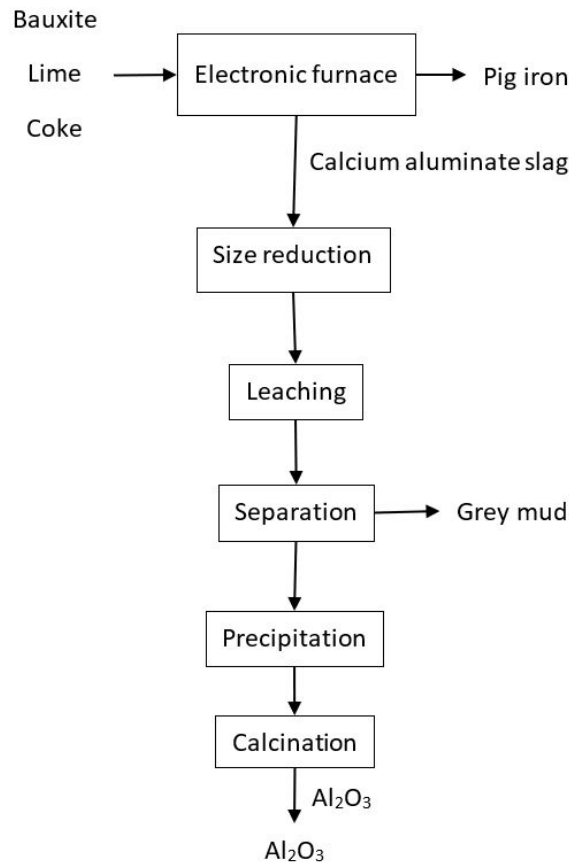 Bauxite
Lime
Coke
Electronic furnace
Pig iron
Calcium aluminate slag
Size reduction
Leaching
Separation
Grey mud
Precipitation
Calcination
Al₂O₃
Al₂O₃